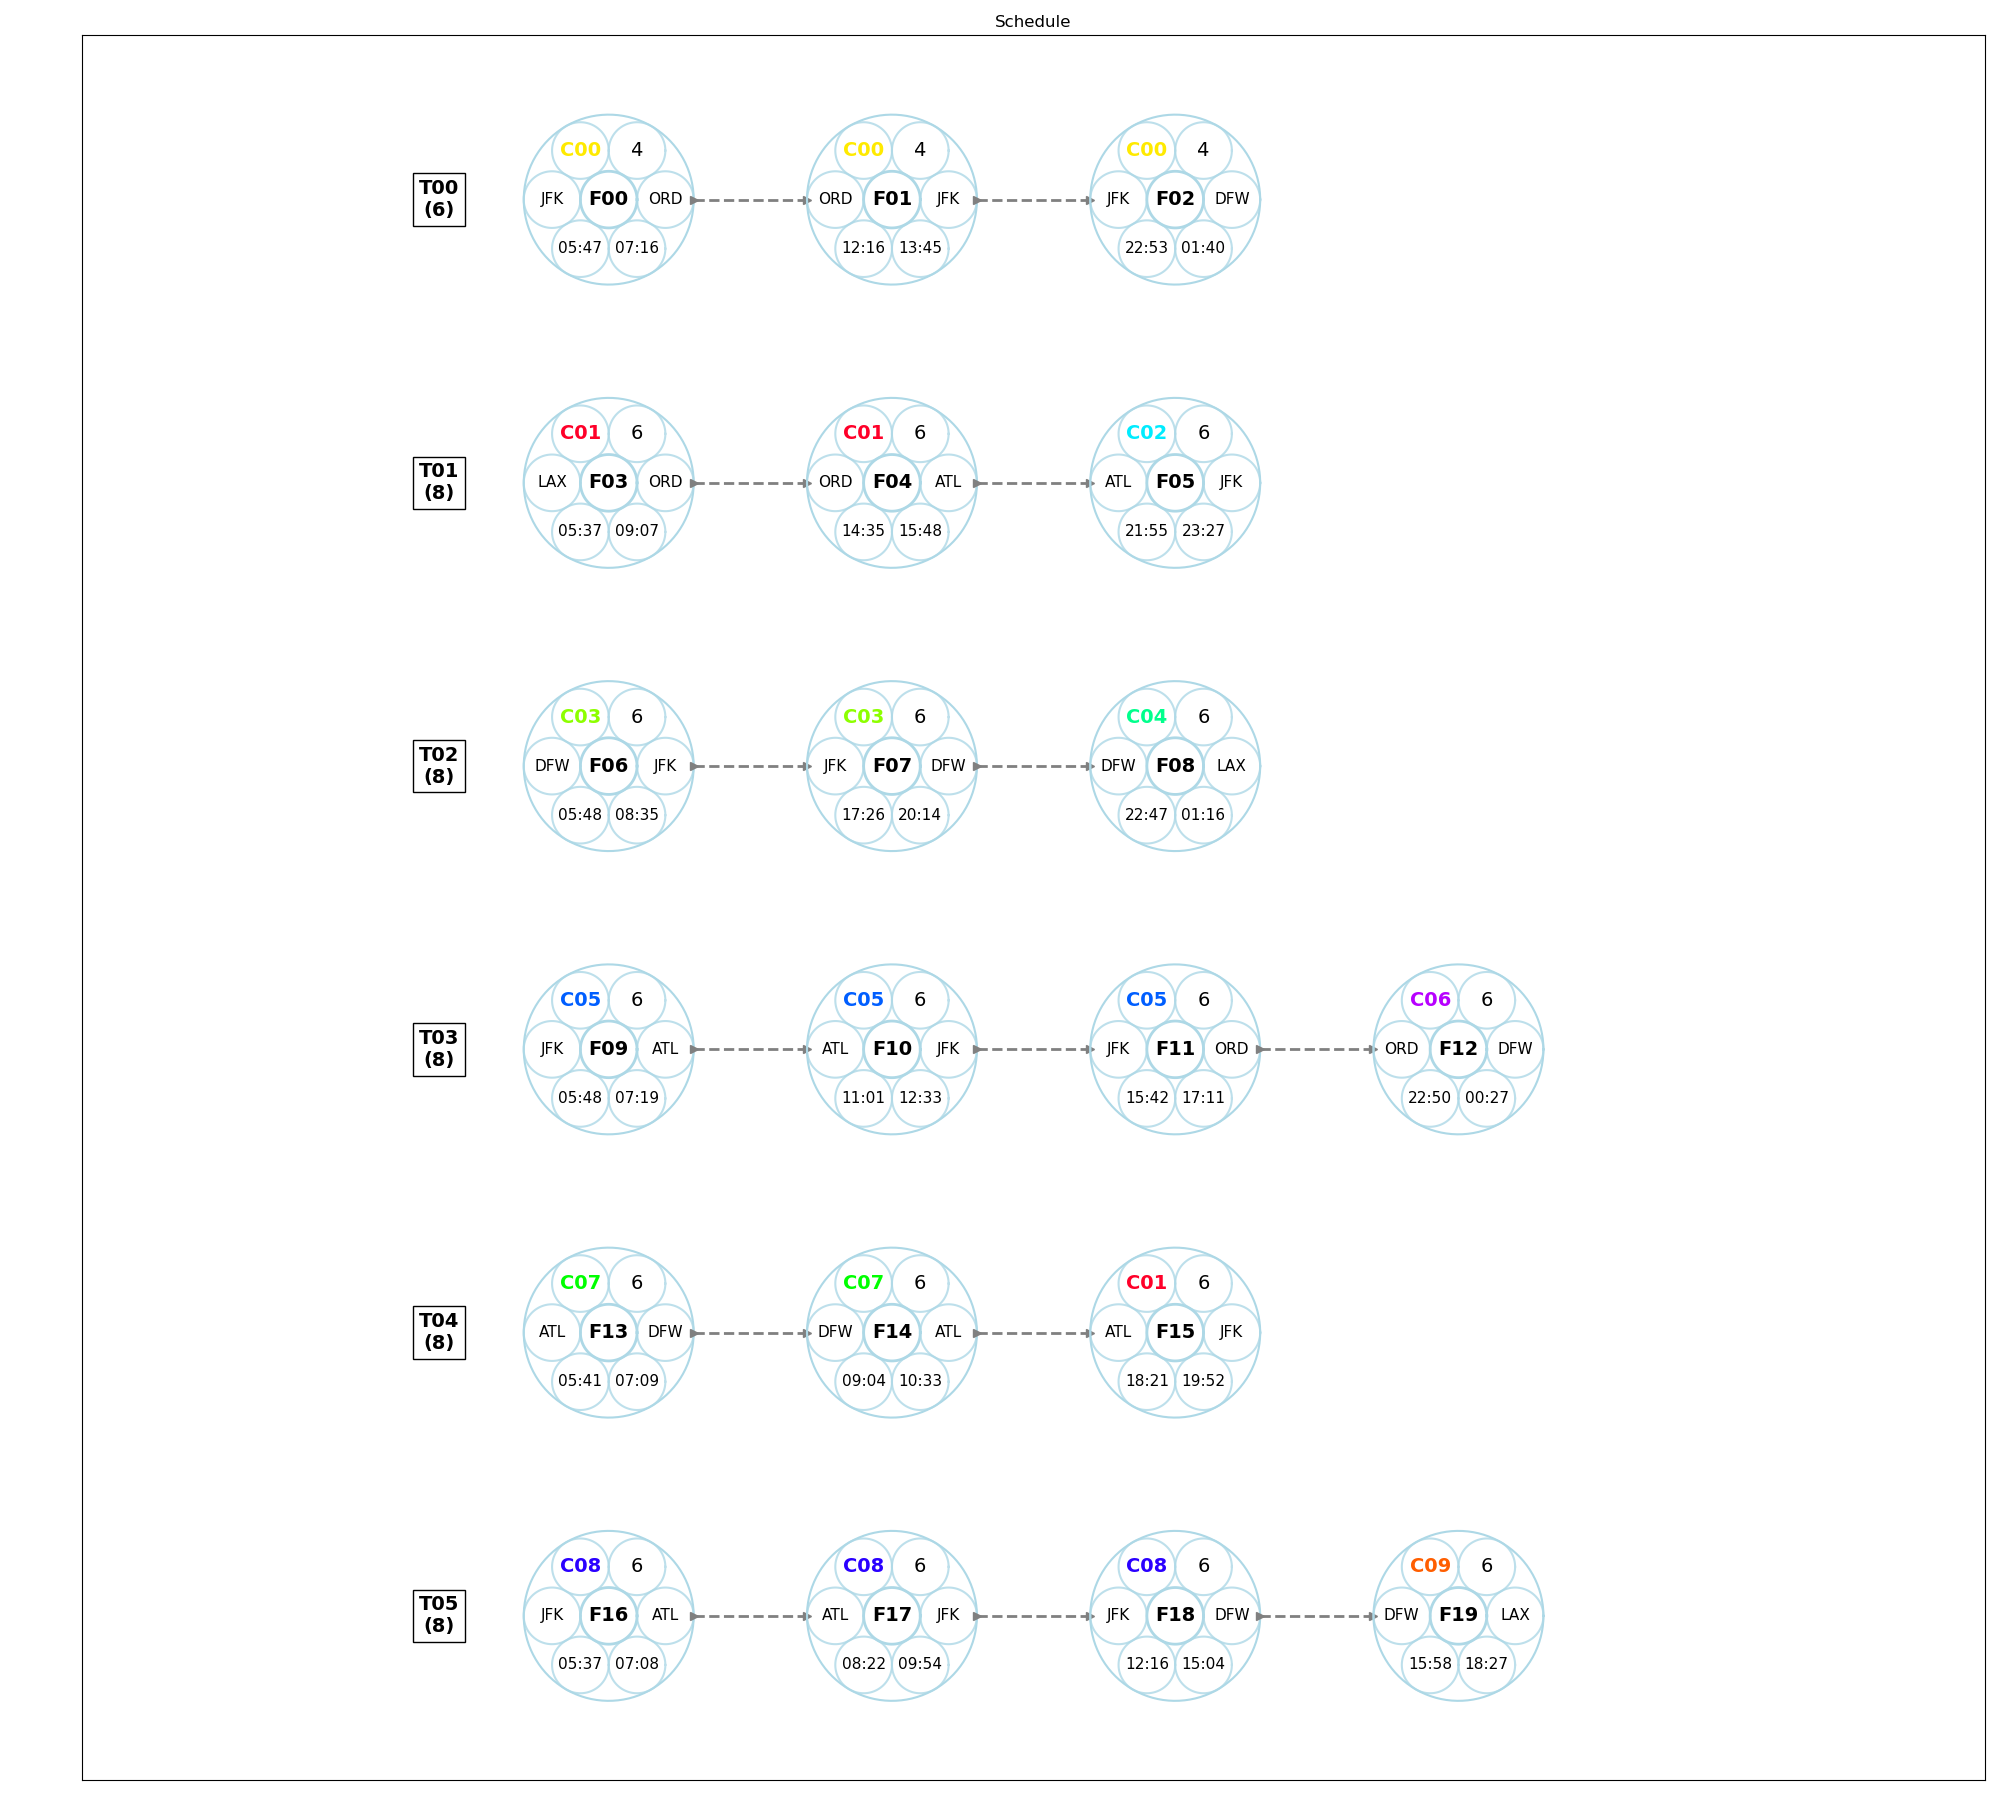 Schedule
C00 4 C00 4 C00 4
T00
(6)
JFK F00 ORD ORD F01 JFK JFK F02 DFW
05:47 07:16 12:16 13:45 22:53 01:40
C01 6 C01 6 C02 6
T01
(8)
LAX F03 ORD ORD F04 ATL ATL F05 JFK
05:37 09:07 14:35 15:48 21:55 23:27
C03 6 C03 6 C04 6
T02
(8)
DFW F06 JFK JFK F07 DFW DFW F08 LAX
05:48 08:35 17:26 20:14 22:47 01:16
C05 6 C05 6 C05 6 C06 6
T03
(8)
JFK F09 ATL ATL F10 JFK JFK F11 ORD ORD F12 DFW
05:48 07:19 11:01 12:33 15:42 17:11 22:50 00:27
C07 6 C07 6 C01 6
T04
(8)
ATL F13 DFW DFW F14 ATL ATL F15 JFK
05:41 07:09 09:04 10:33 18:21 19:52
C08 6 C08 6 C08 6 C09 6
T05
(8)
JFK F16 ATL ATL F17 JFK JFK F18 DFW DFW F19 LAX
05:37 07:08 08:22 09:54 12:16 15:04 15:58 18:27